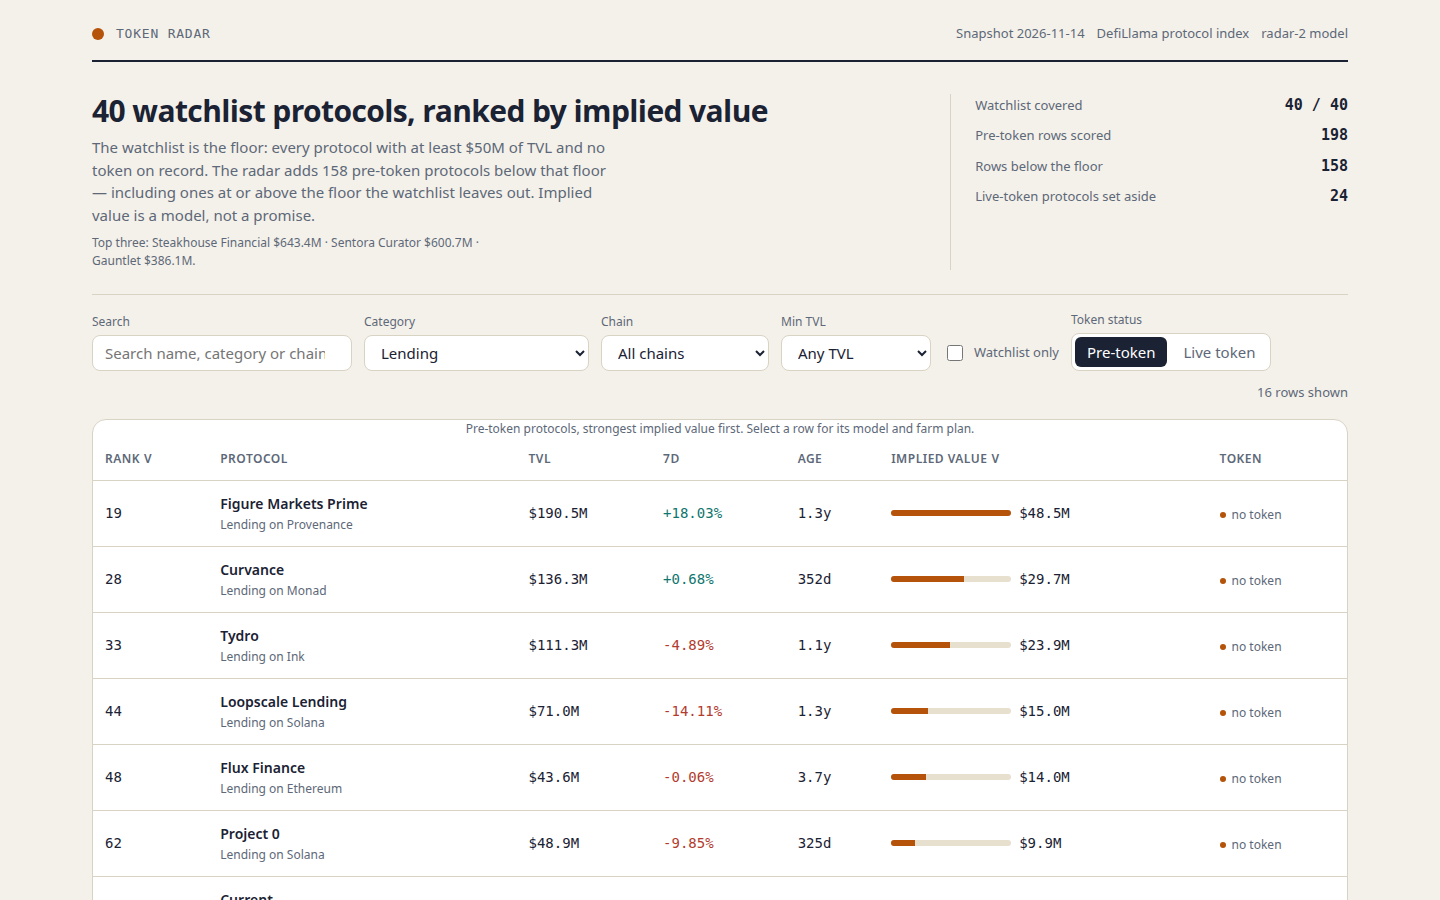 TOKEN RADAR
Snapshot 2026-11-14 DefiLlama protocol index radar-2 model
40 watchlist protocols, ranked by implied value
The watchlist is the floor: every protocol with at least $50M of TVL and no
token on record. The radar adds 158 pre-token protocols below that floor
— including ones at or above the floor the watchlist leaves out. Implied
value is a model, not a promise.
Top three: Steakhouse Financial $643.4M · Sentora Curator $600.7M ·
Gauntlet $386.1M.
Watchlist covered 40 / 40
Pre-token rows scored 198
Rows below the floor 158
Live-token protocols set aside 24
Search Category Chain Min TVL Token status
Search name, category or chain Lending All chains Any TVL Watchlist only Pre-token Live token
16 rows shown
Pre-token protocols, strongest implied value first. Select a row for its model and farm plan.
RANK V PROTOCOL TVL 7D AGE IMPLIED VALUE V TOKEN
19 Figure Markets Prime $190.5M +18.03% 1.3y $48.5M no token
Lending on Provenance
28 Curvance $136.3M +0.68% 352d $29.7M no token
Lending on Monad
33 Tydro $111.3M -4.89% 1.1y $23.9M no token
Lending on Ink
44 Loopscale Lending $71.0M -14.11% 1.3y $15.0M no token
Lending on Solana
48 Flux Finance $43.6M -0.06% 3.7y $14.0M no token
Lending on Ethereum
62 Project 0 $48.9M -9.85% 325d $9.9M no token
Lending on Solana
Current